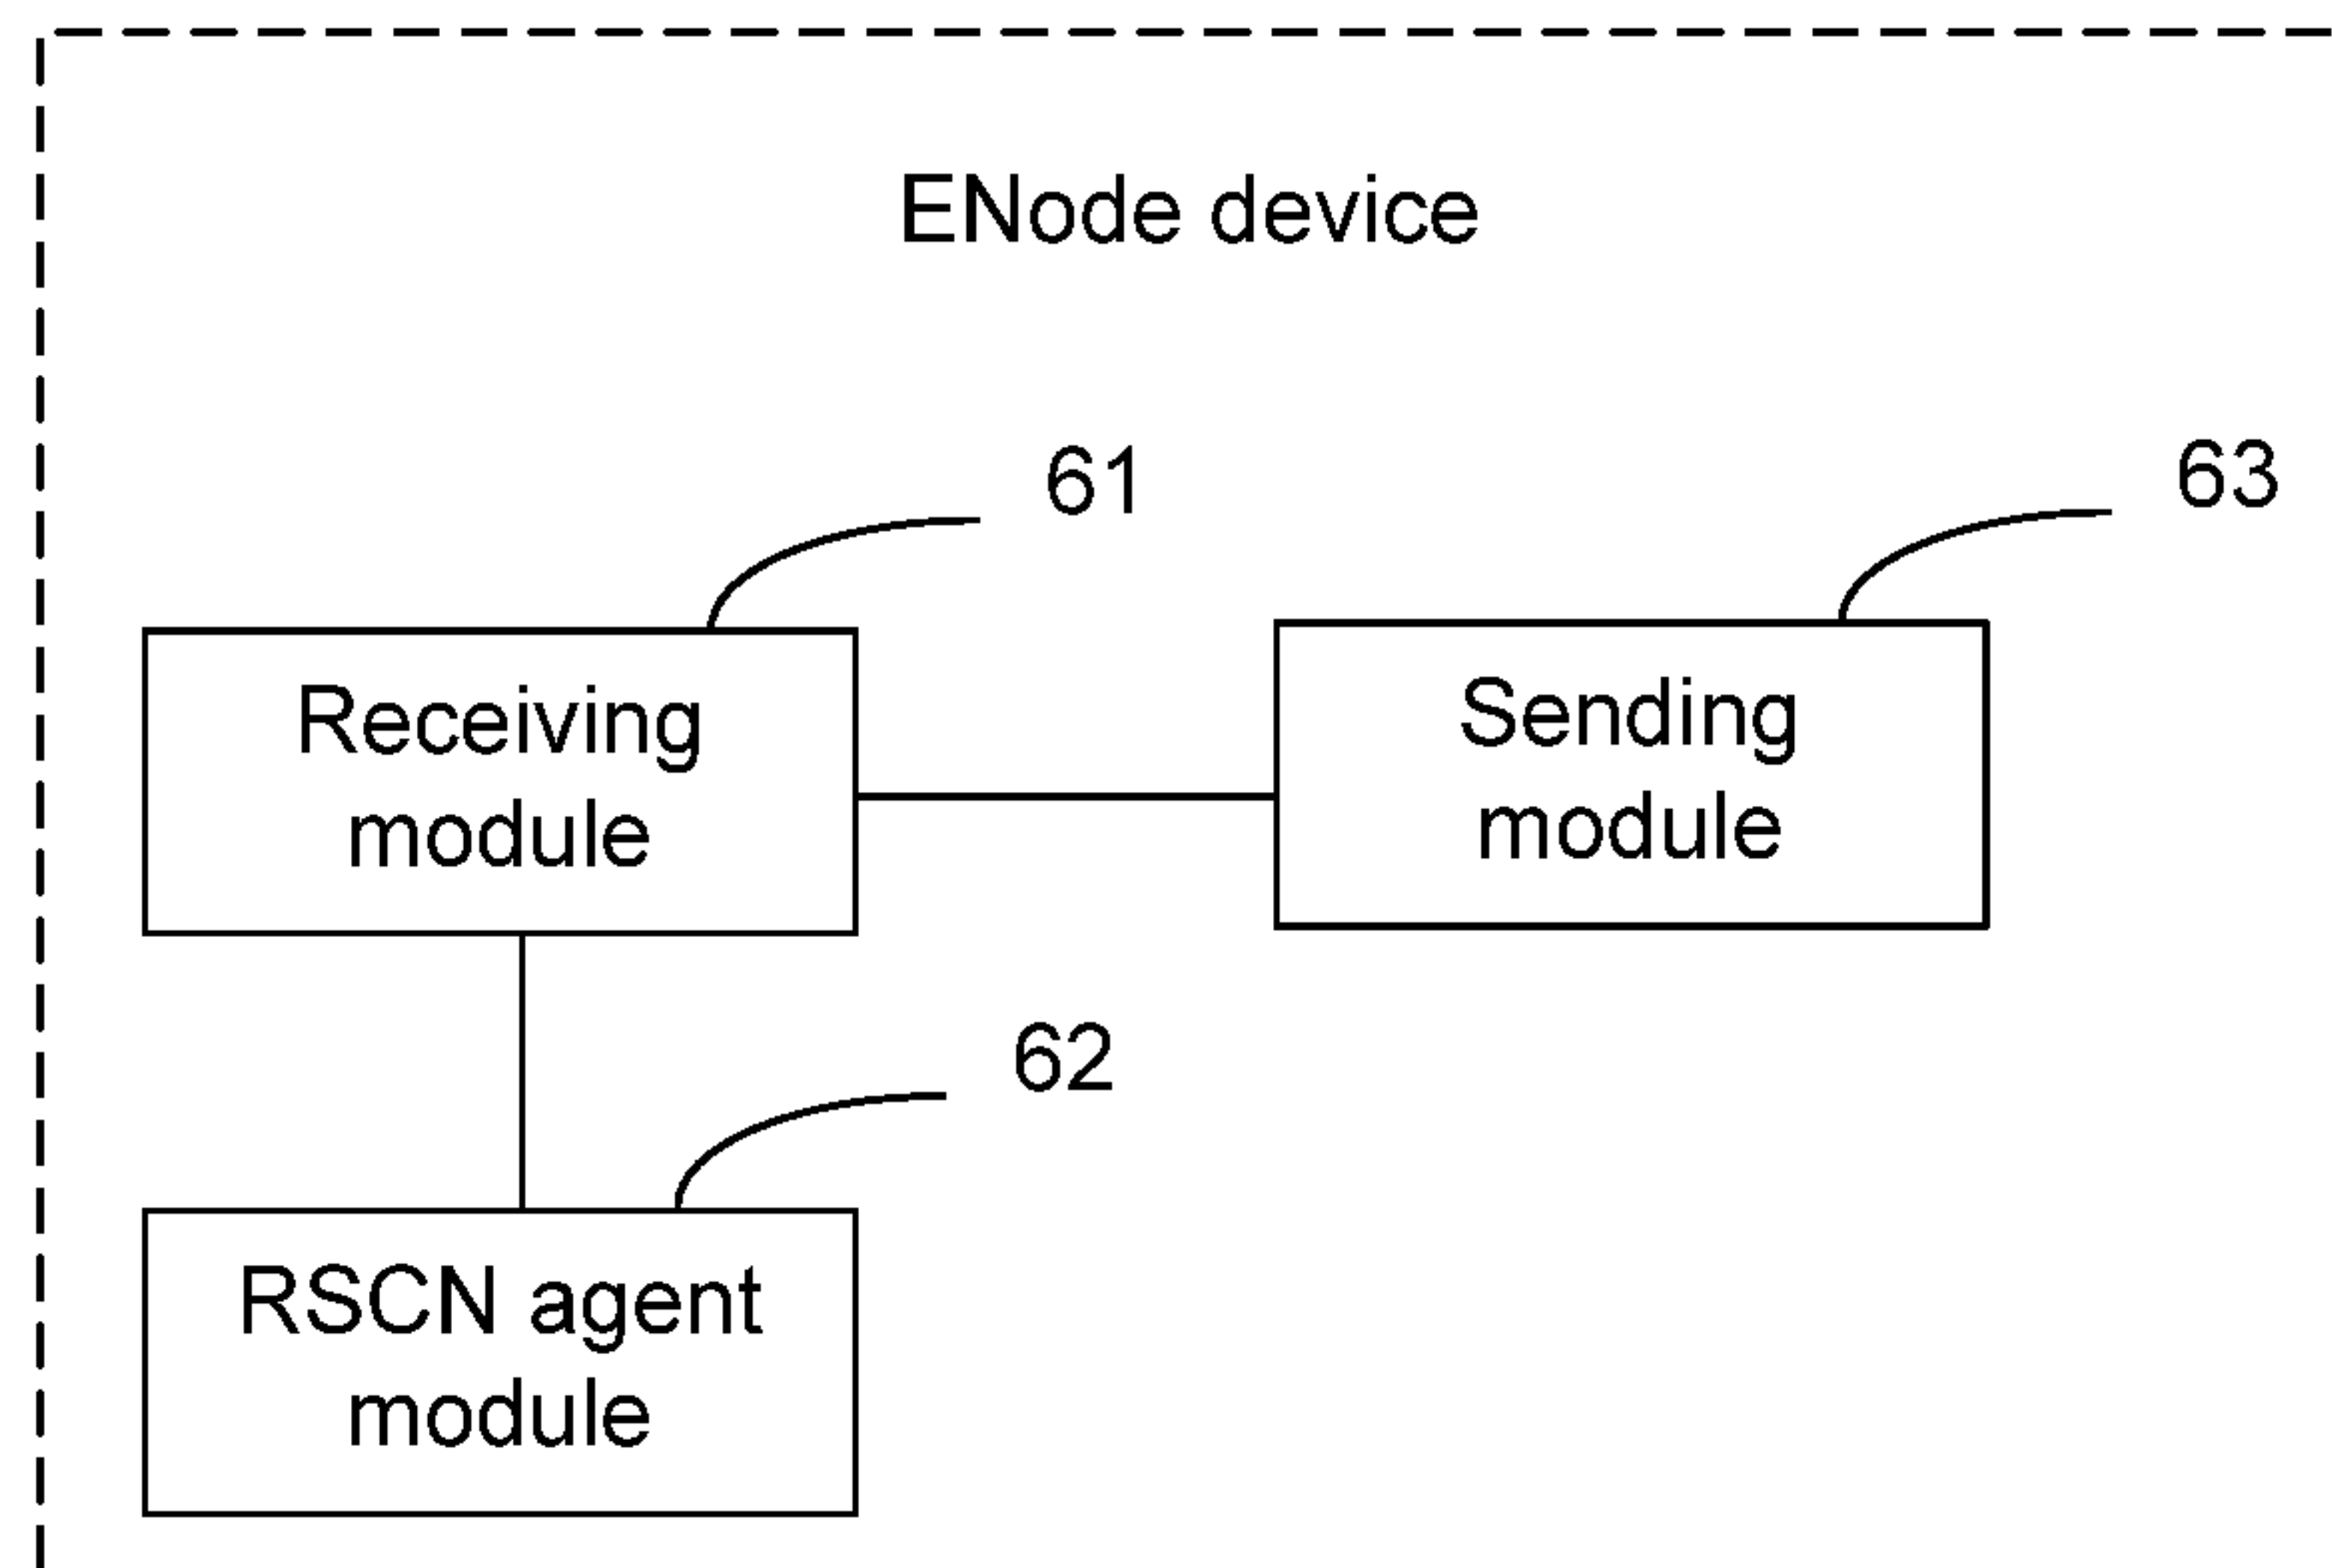 ENode device
61
63
Receiving
module
Sending
module
62
RSCN agent
module